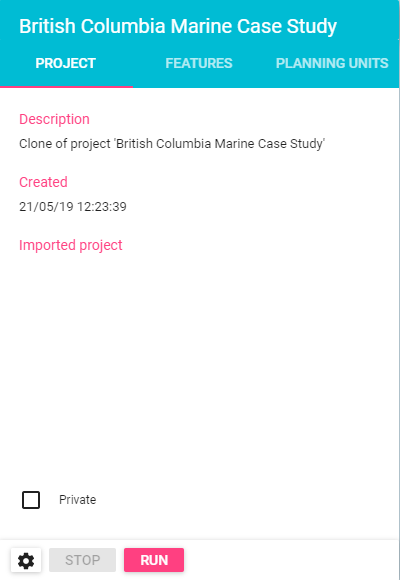 British Columbia Marine Case Study
PROJECT FEATURES PLANNING UNITS
Description
Clone of project 'British Columbia Marine Case Study'
Created
21/05/19 12:23:39
Imported project
Private
STOP RUN